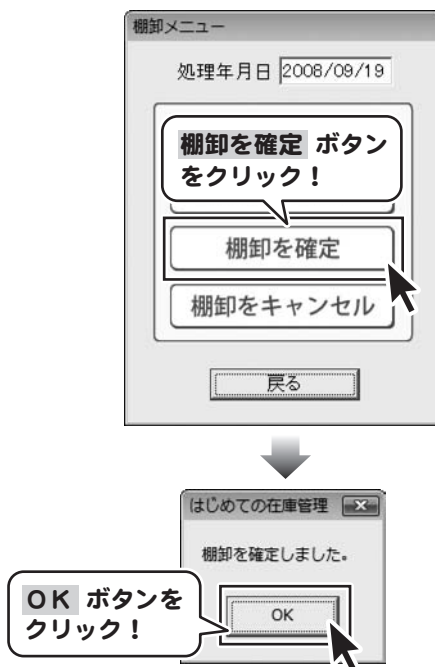 棚卸メニュー
処理年月日 2008/09/19
棚卸を確定 ボタン
をクリック！
棚卸を確定
棚卸をキャンセル
戻る
はじめての在庫管理
棚卸を確定しました。
OK ボタンを
クリック！
OK